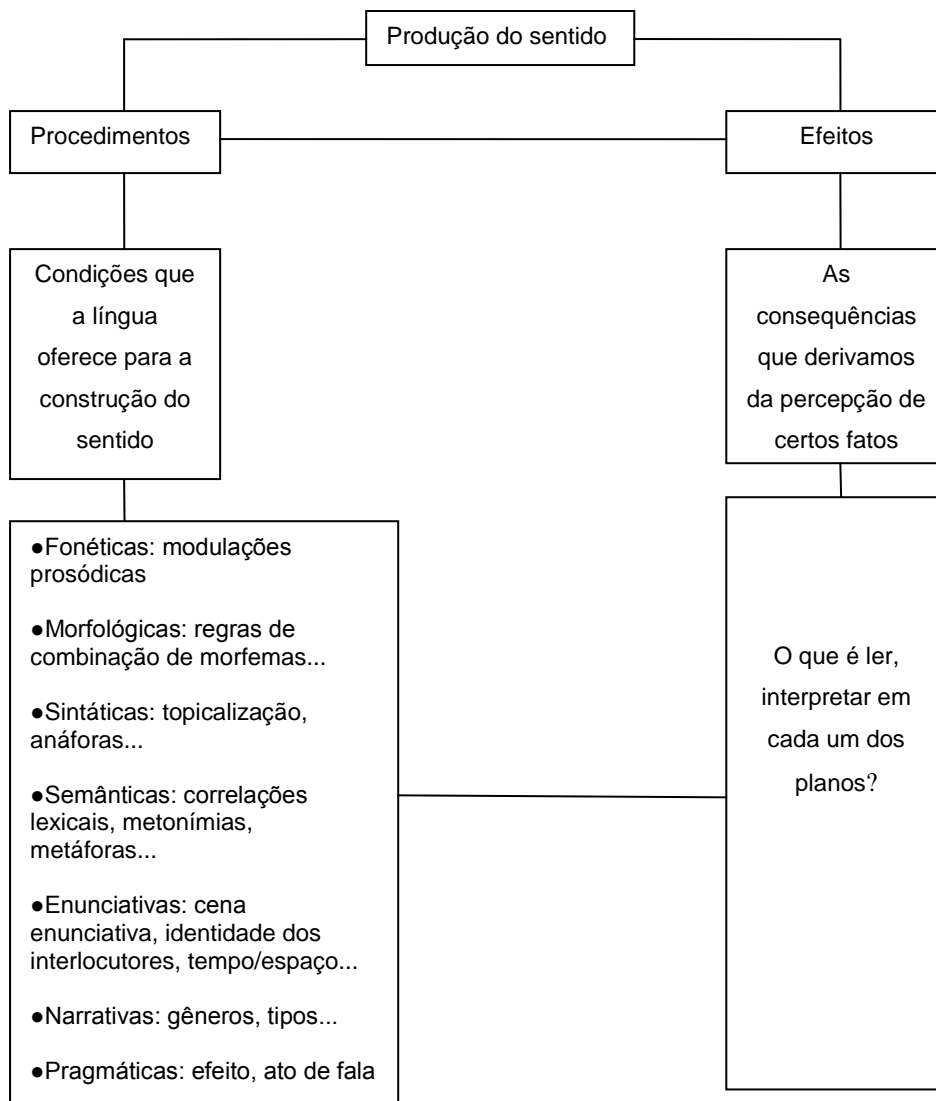 Produção do sentido
Procedimentos
Efeitos
Condições que
a língua
oferece para a
construção do
sentido
As
consequências
que derivamos
da percepção de
certos fatos
●Fonéticas: modulações
prosódicas
●Morfológicas: regras de
combinação de morfemas...
●Sintáticas: topicalização,
anáforas...
●Semânticas: correlações
lexicais, metonímias,
metáforas...
●Enunciativas: cena
enunciativa, identidade dos
interlocutores, tempo/espaço...
●Narrativas: gêneros, tipos...
●Pragmáticas: efeito, ato de fala
O que é ler,
interpretar em
cada um dos
planos?